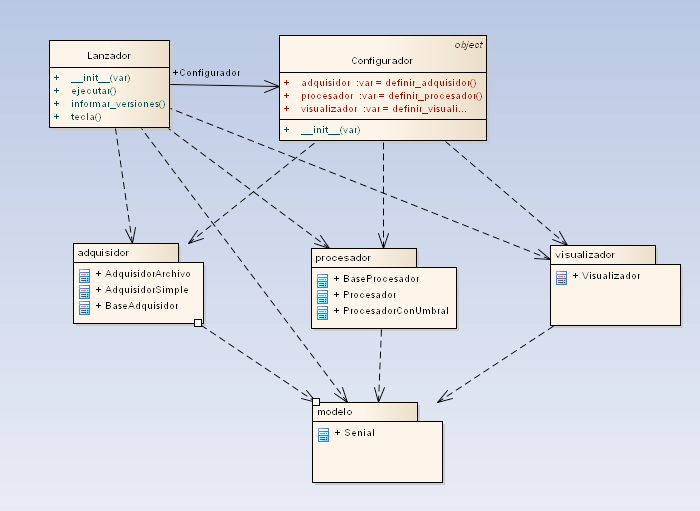 Lanzador
+ __init__(var)
+ ejecutar()
+ informar_versiones()
+ tecla()
+Configurador
object
Configurador
+ adquisidor :var = definir_adquisidor()
+ procesador :var = definir_procesador()
+ visualizador :var = definir_visuali...
+ __init__(var)
adquisidor
+ AdquisidorArchivo
+ AdquisidorSimple
+ BaseAdquisidor
procesador
+ BaseProcesador
+ Procesador
+ ProcesadorConUmbral
visualizador
+ Visualizador
modelo
+ Senial